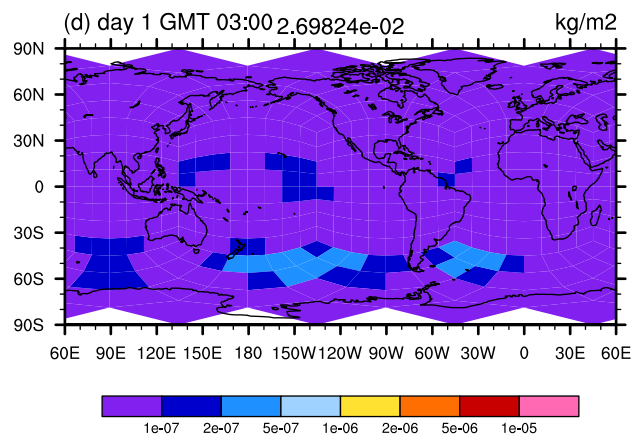 (d) day 1 GMT 03:00 2.69824e-02 kg/m2
90N
60N
30N
0
30S
60S
90S
60E 90E 120E 150E 180 150W 120W 90W 60W 30W 0 30E 60E
1e-07 2e-07 5e-07 1e-06 2e-06 5e-06 1e-05